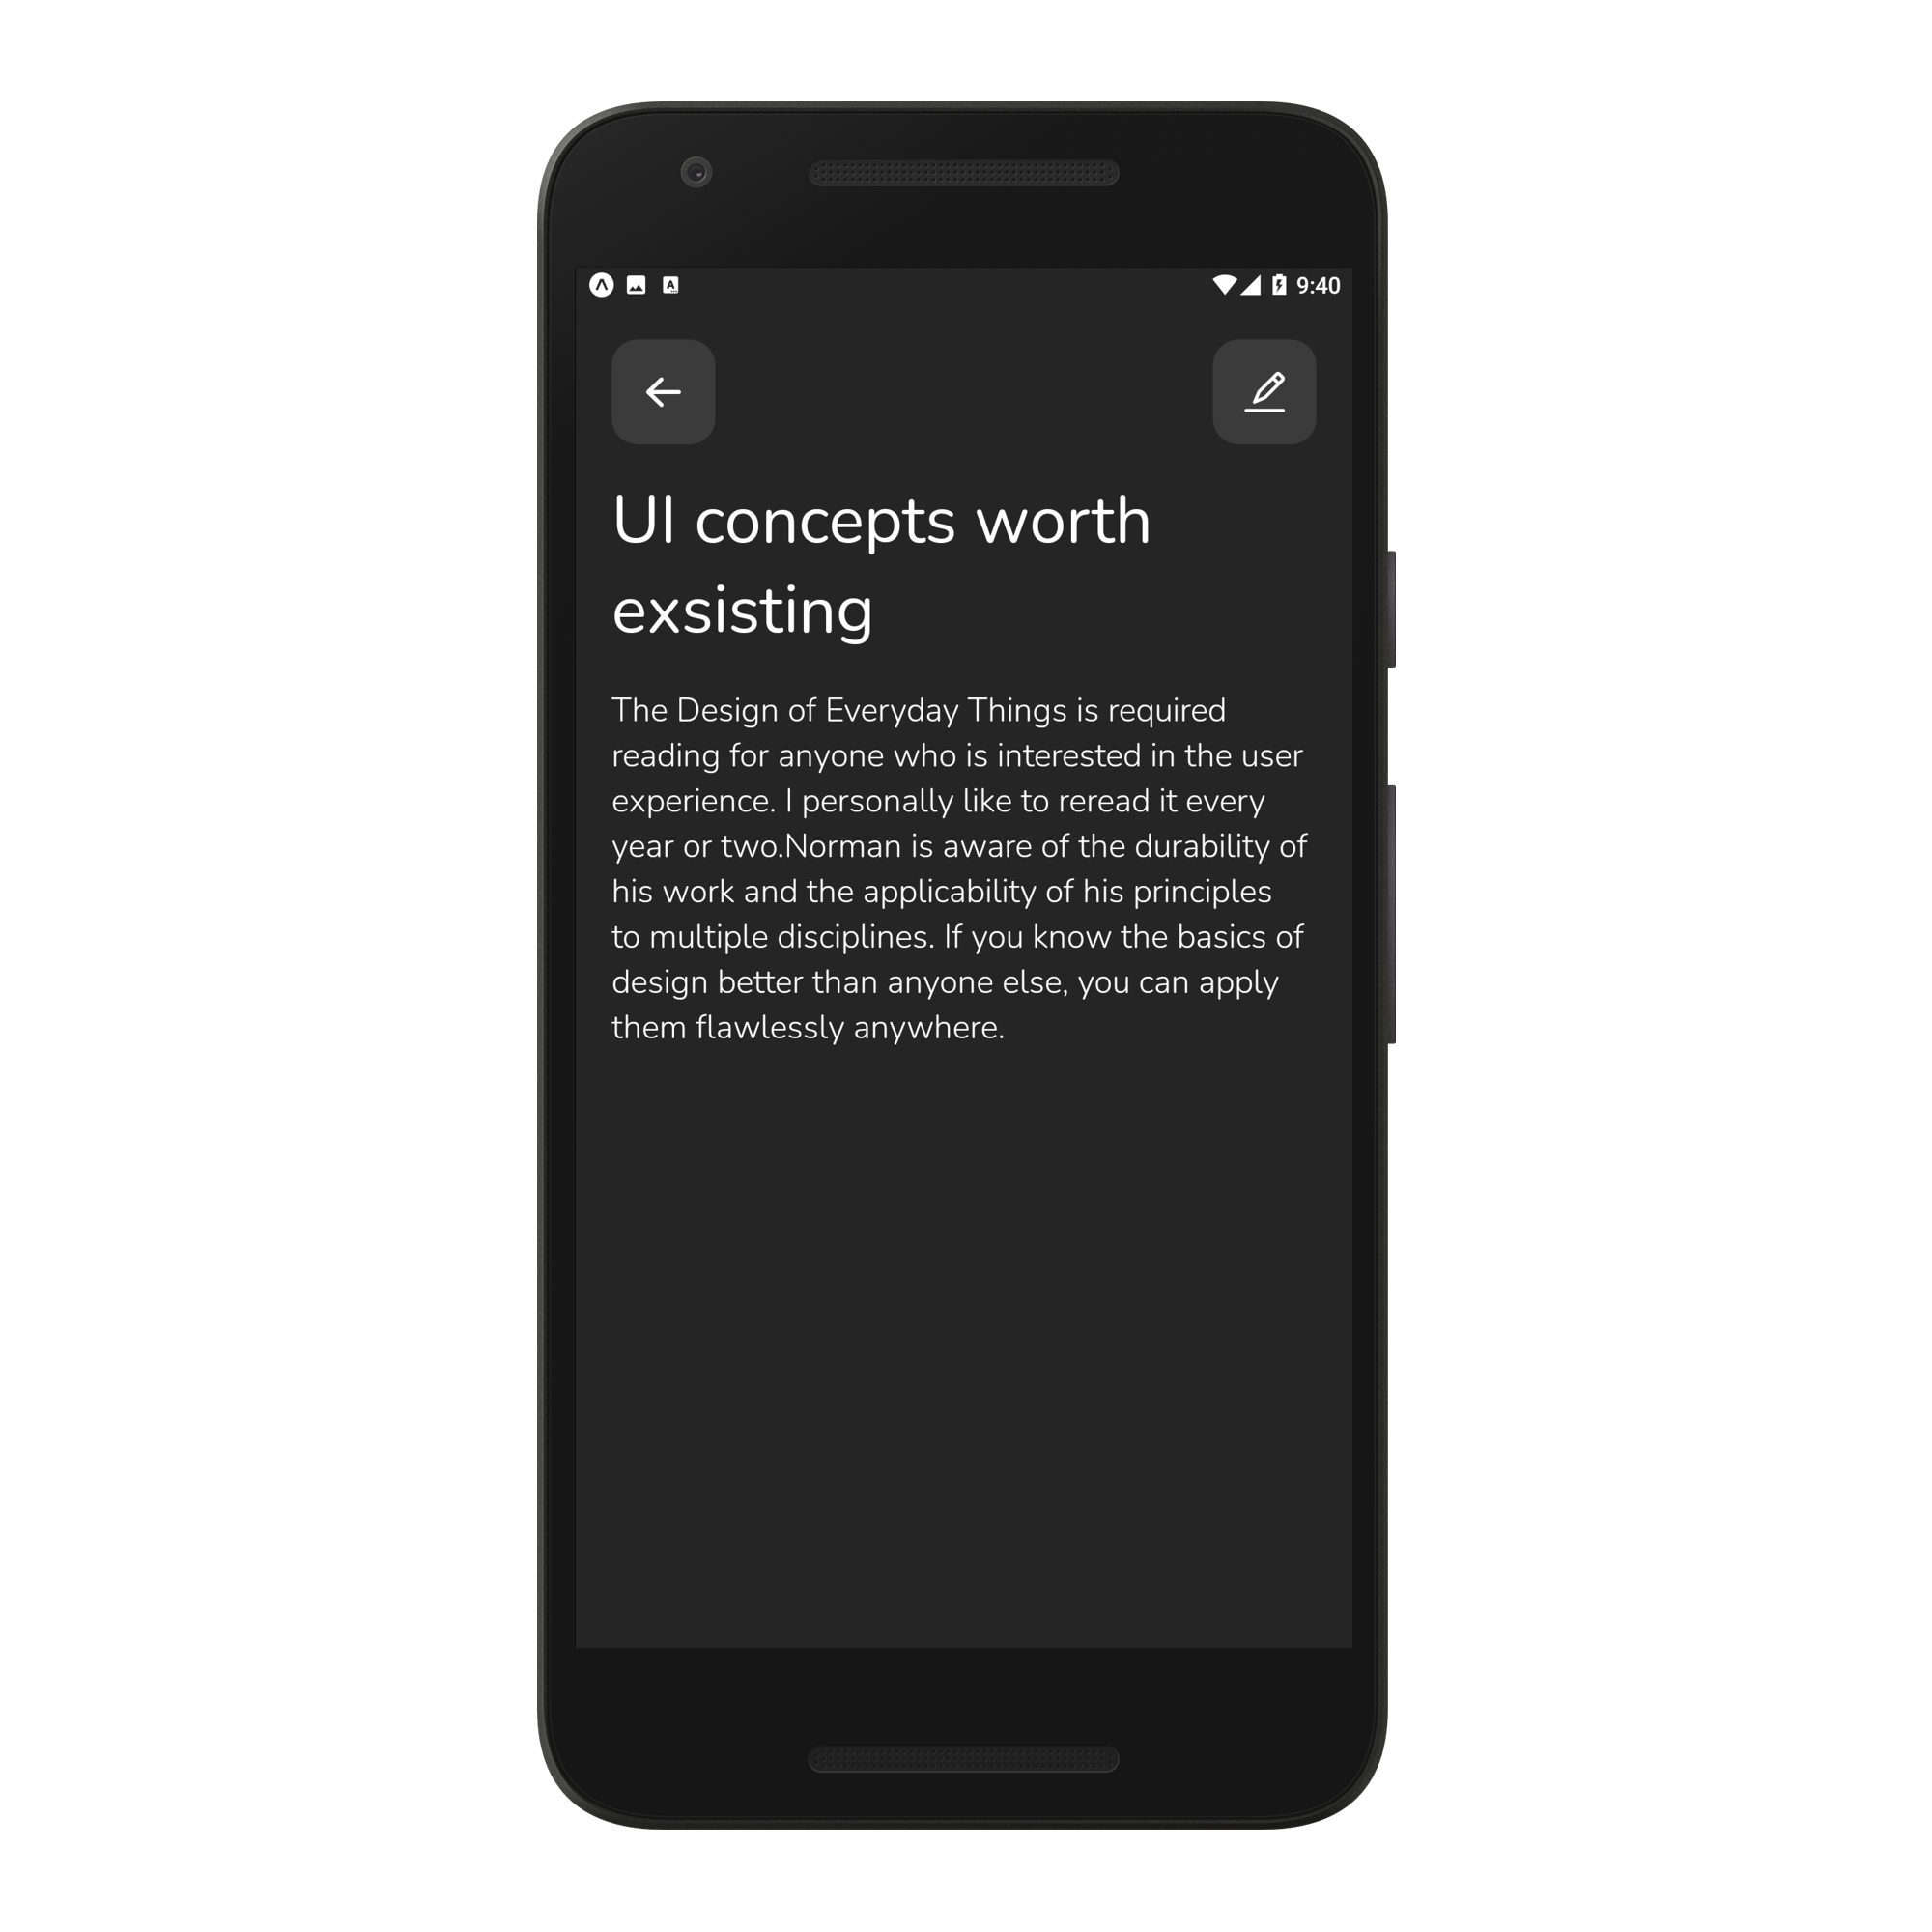 9:40
UI concepts worth
exsisting
The Design of Everyday Things is required
reading for anyone who is interested in the user
experience. I personally like to reread it every
year or two.Norman is aware of the durability of
his work and the applicability of his principles
to multiple disciplines. If you know the basics of
design better than anyone else, you can apply
them flawlessly anywhere.